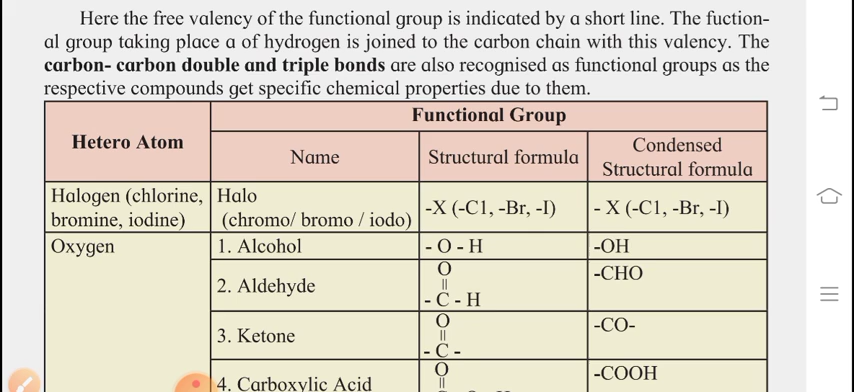 Here the free valency of the functional group is indicated by a short line. The fuction-
al group taking place a of hydrogen is joined to the carbon chain with this valency. The
carbon- carbon double and triple bonds are also recognised as functional groups as the
respective compounds get specific chemical properties due to them.
Hetero Atom
Functional Group
Name
Structural formula
Condensed
Structural formula
Halogen (chlorine,
bromine, iodine)
Halo
(chromo/ bromo / iodo)
-X (-C1, -Br, -I)
- X (-C1, -Br, -I)
Oxygen
1. Alcohol
- O - H
-OH
2. Aldehyde
O
||
- C - H
-CHO
3. Ketone
O
||
- C -
-CO-
4. Carboxylic Acid
O
||
-COOH